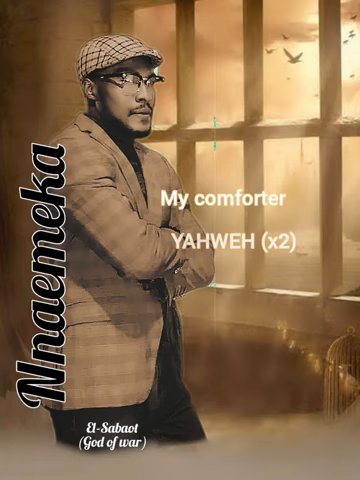 Nnaemeka
My comforter
YAHWEH (x2)
El-Sabaot
(God of war)